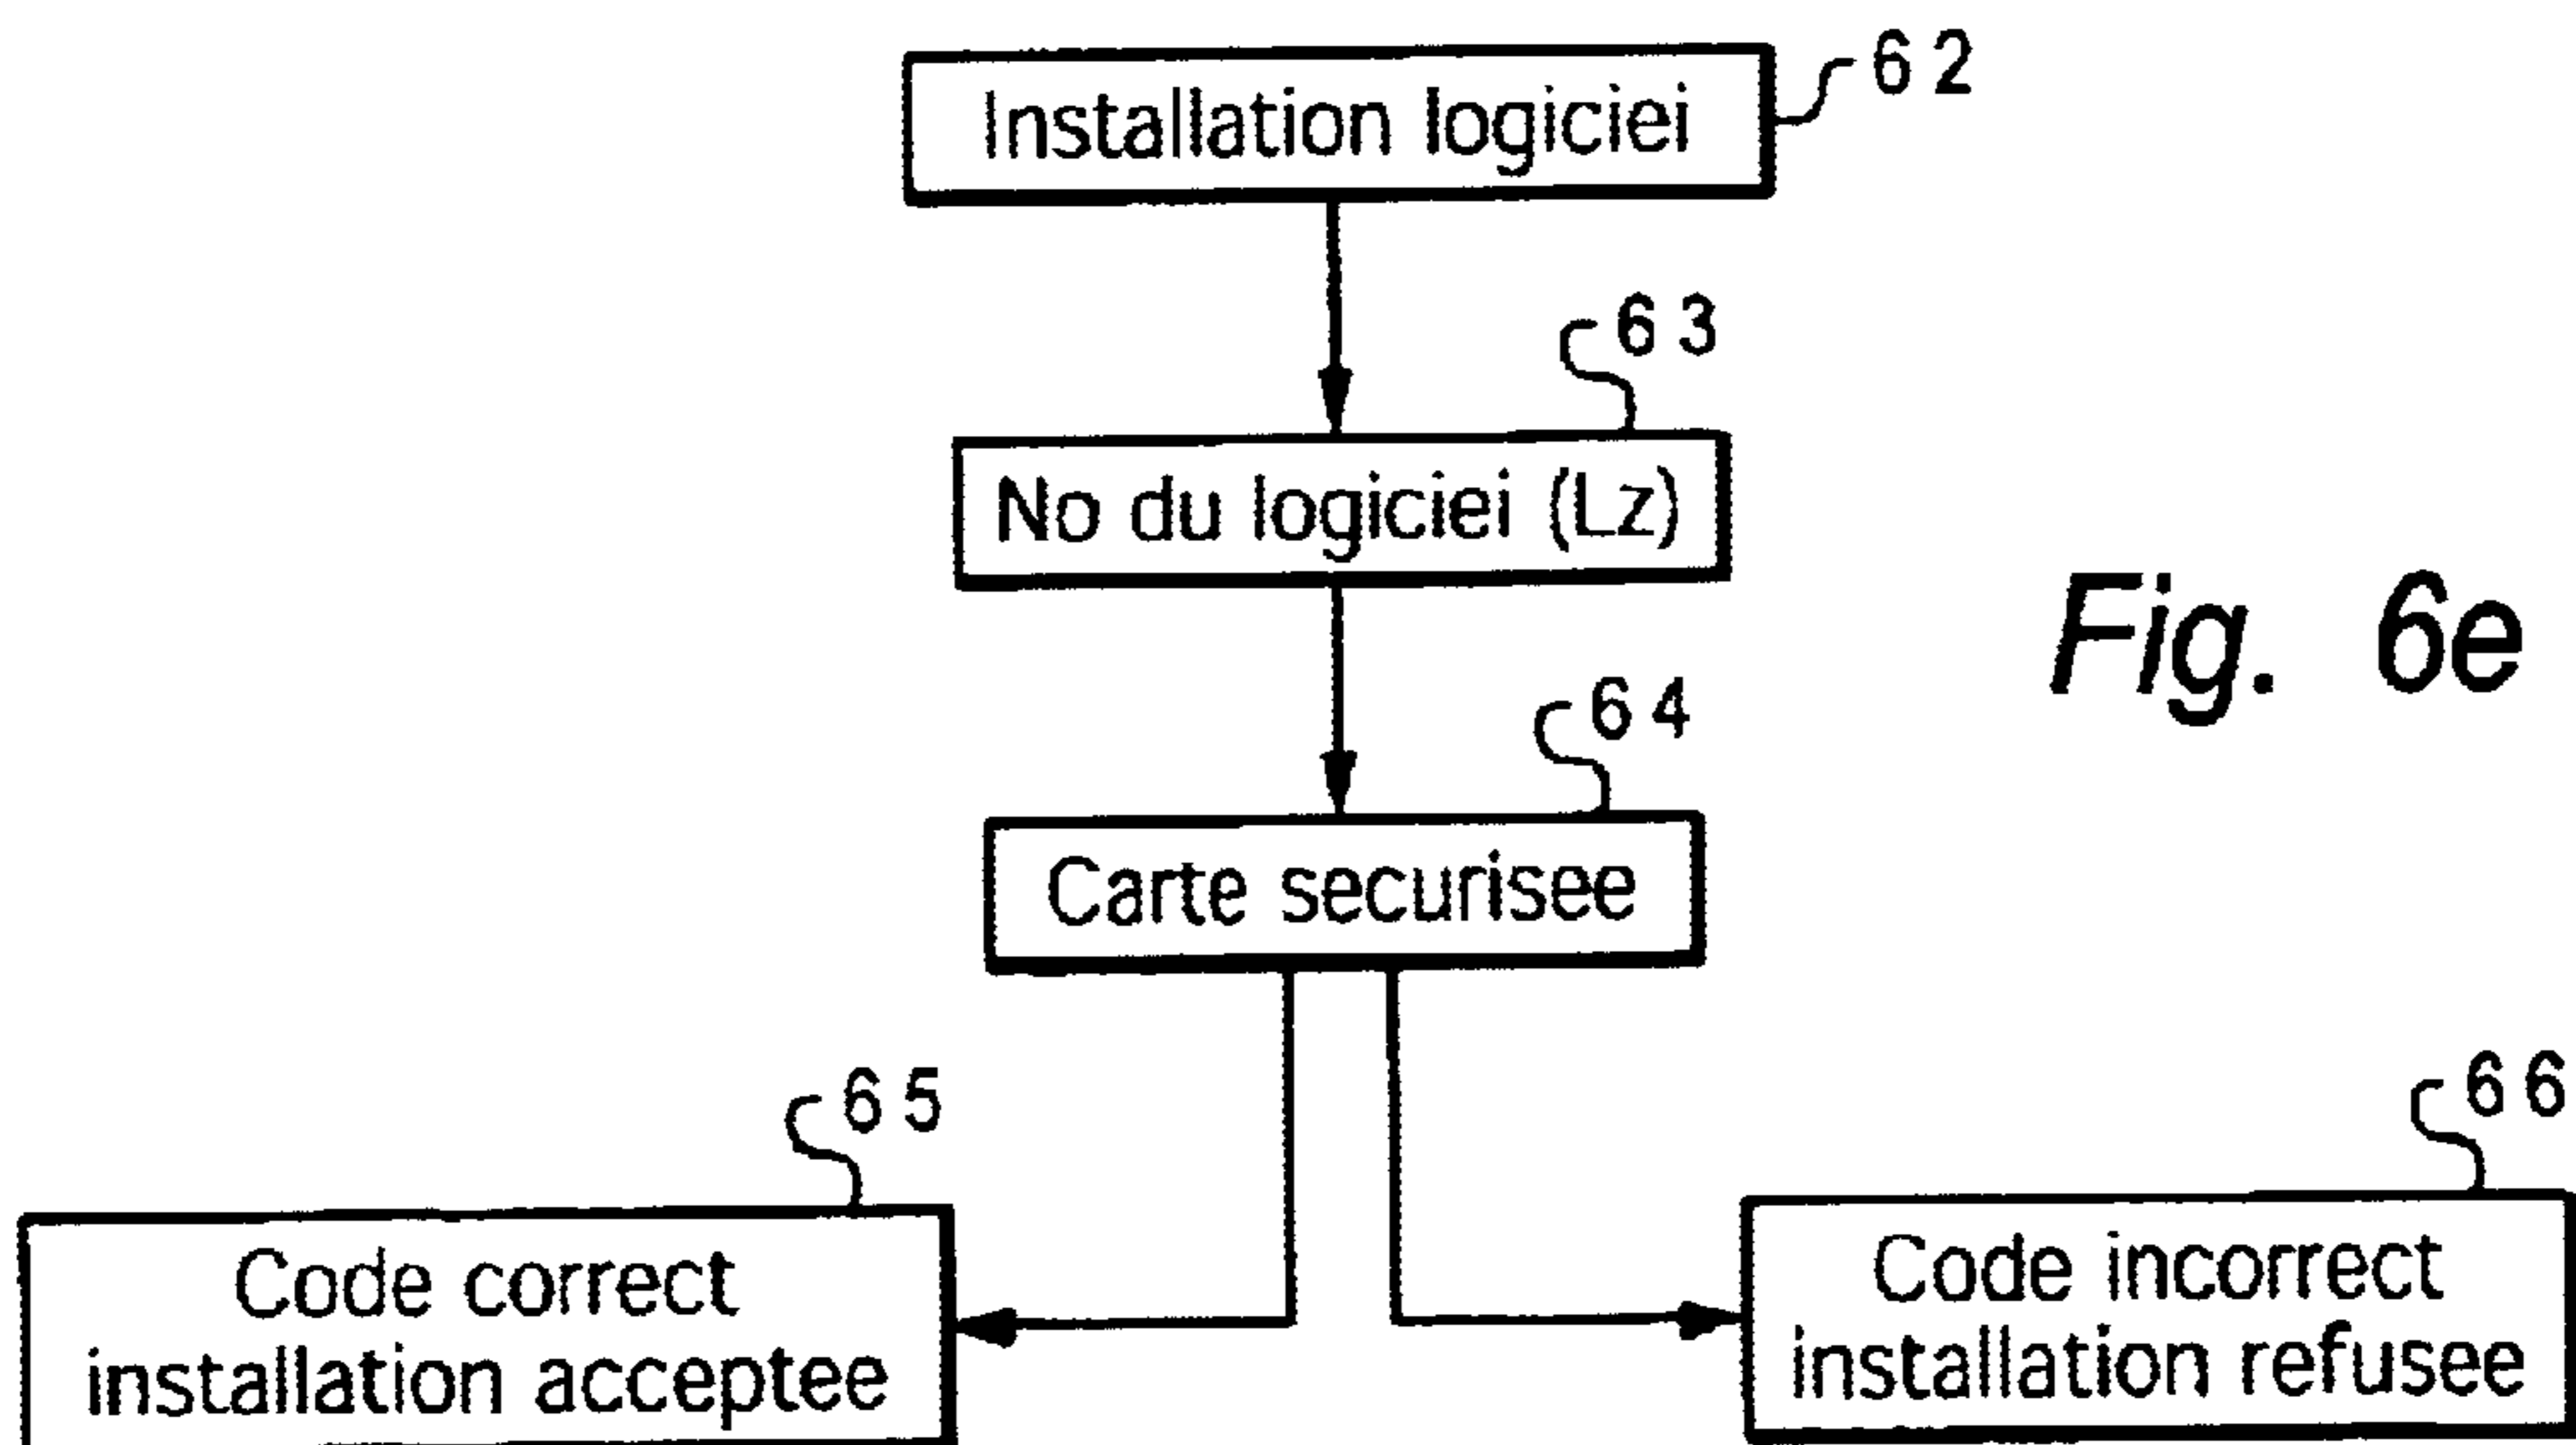 Installation logiciei
62
63
No du logiciei (Lz)
Fig. 6e
64
Carte securisee
65
66
Code correct
installation acceptee
Code incorrect
installation refusee